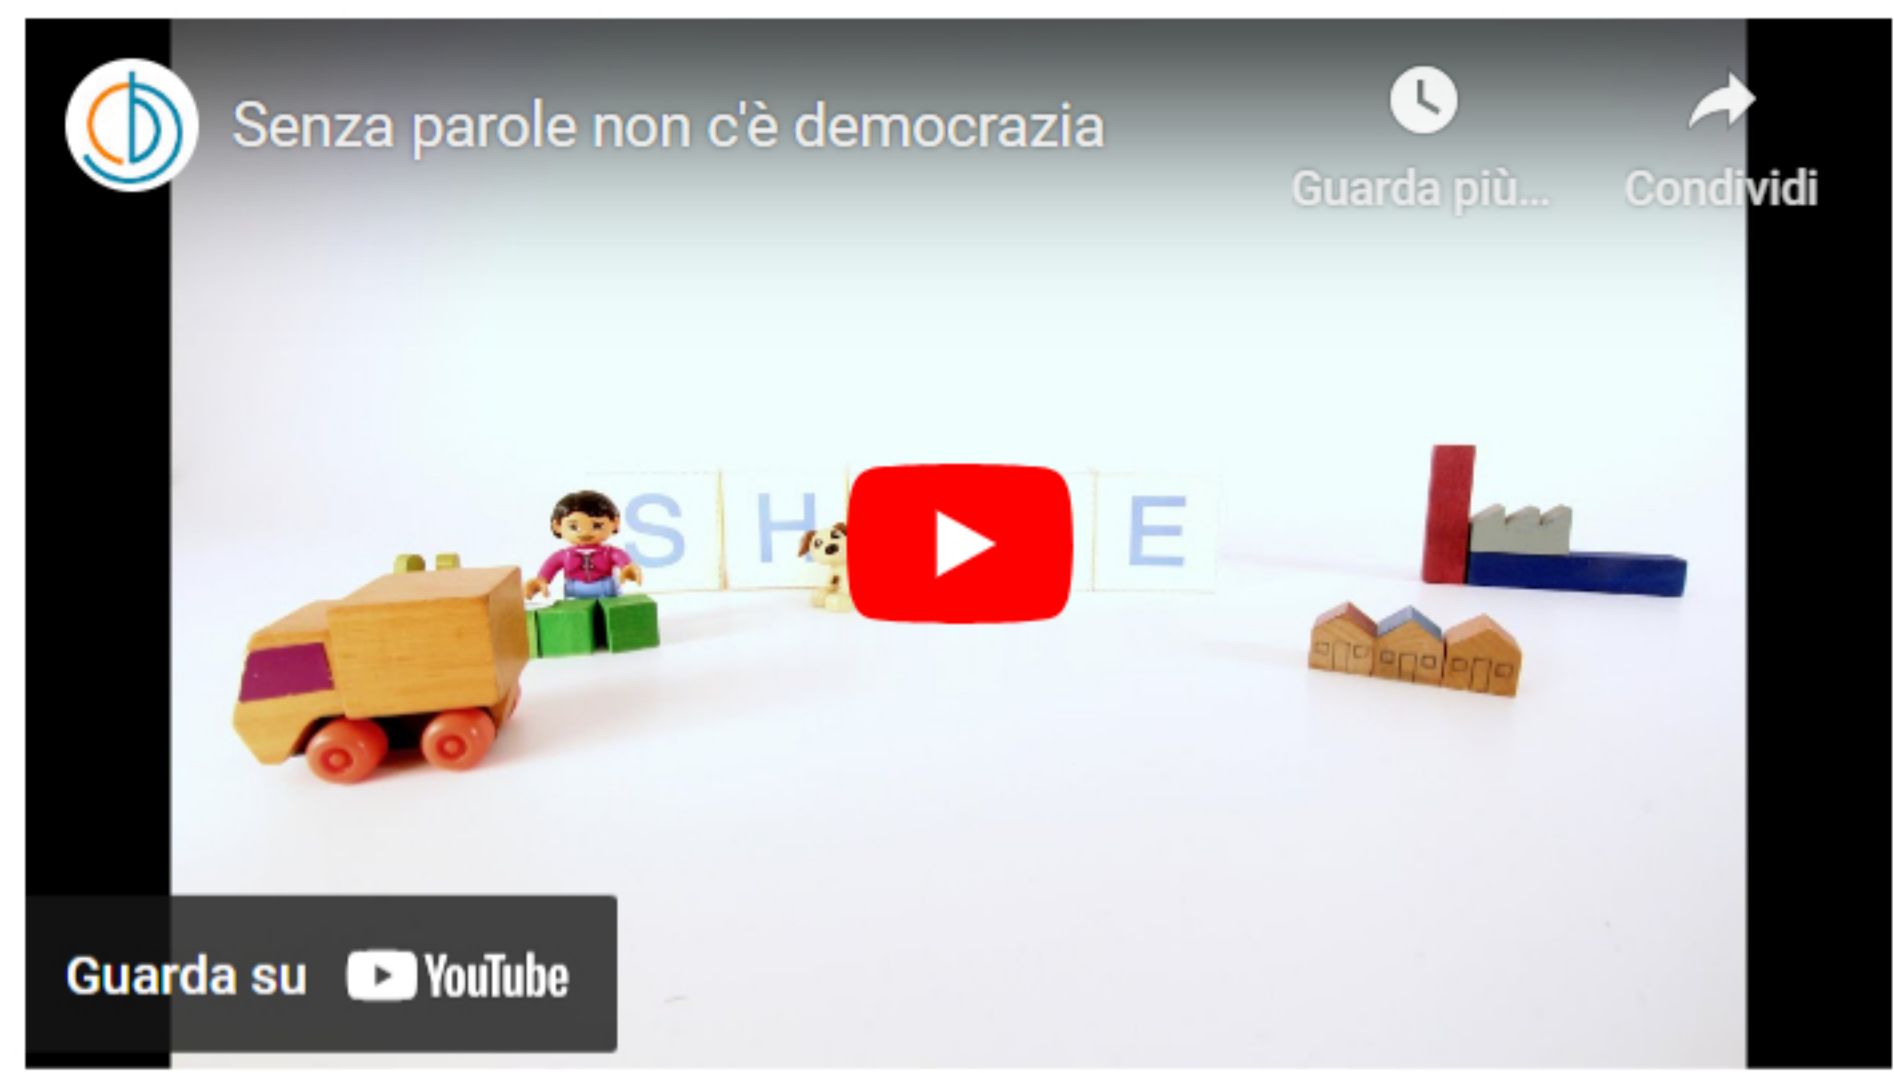 Senza parole non c'è democrazia
Guarda più...
Condividi
S H E
Guarda su YouTube